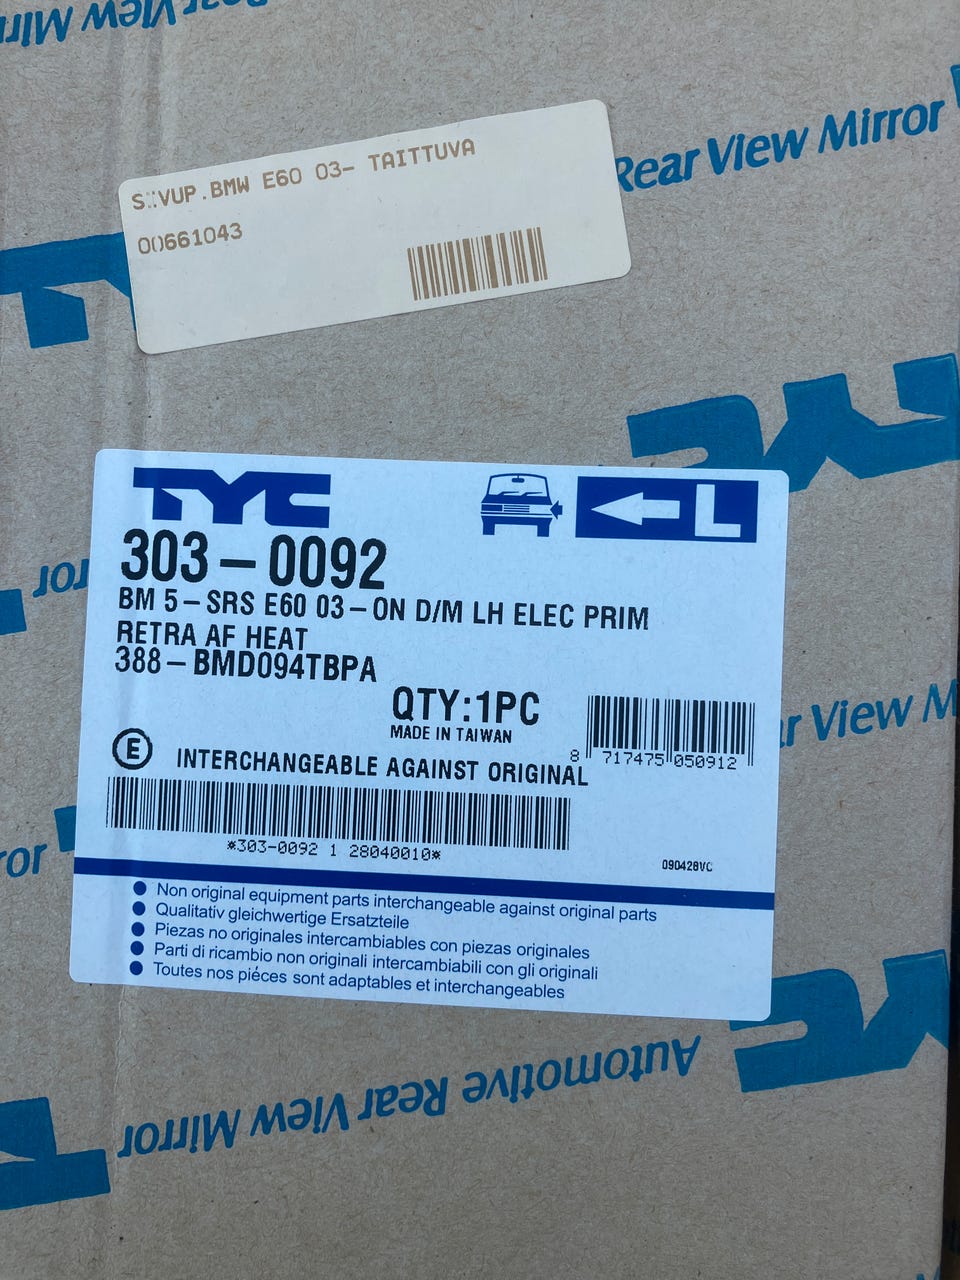 Rear View Mirror
Rear View Mirror
S VUP.BMW E60 03- TAITTUVA
00661043
TYC
TYC
303-0092
L
BM 5-SRS E60 03-ON D/M LH ELEC PRIM
RETRA AF HEAT
388-BMD094TBPA
QTY:1PC
MADE IN TAIWAN
8 717475 050912
E
INTERCHANGEABLE AGAINST ORIGINAL
*303-0092 1 28040010*
090428VC
View M
● Non original equipment parts interchangeable against original parts
● Qualitativ gleichwertige Ersatzteile
● Piezas no originales intercambiables con piezas originales
● Parti di ricambio non originali intercambiabili con gli originali
● Toutes nos piéces sont adaptables et interchangeables
TYC
Automotive Rear View Mirror